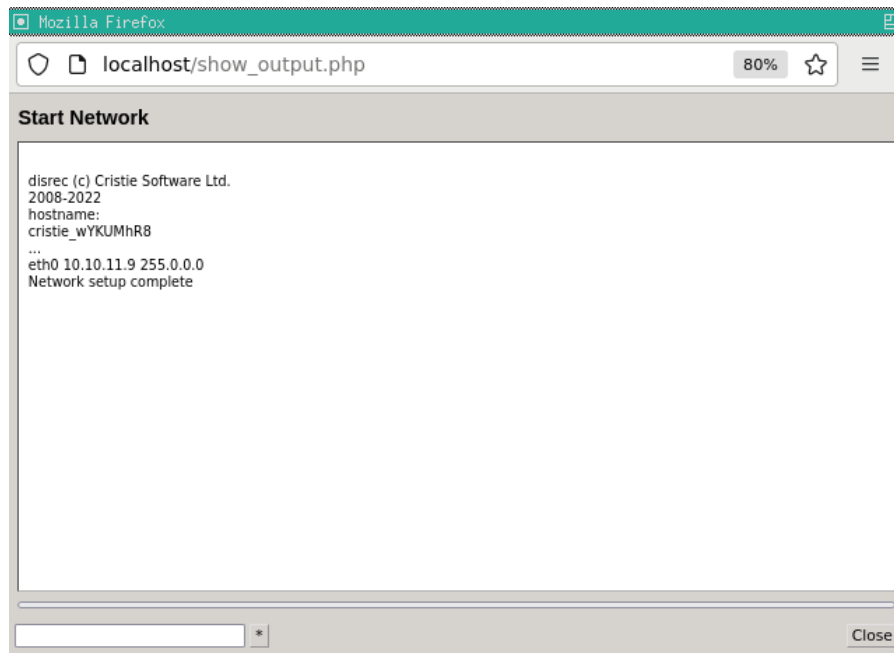 Mozilla Firefox
localhost/show_output.php
80%
Start Network
disrec (c) Cristie Software Ltd.
2008-2022
hostname:
cristie_wYKUMhR8
...
eth0 10.10.11.9 255.0.0.0
Network setup complete
*
Close